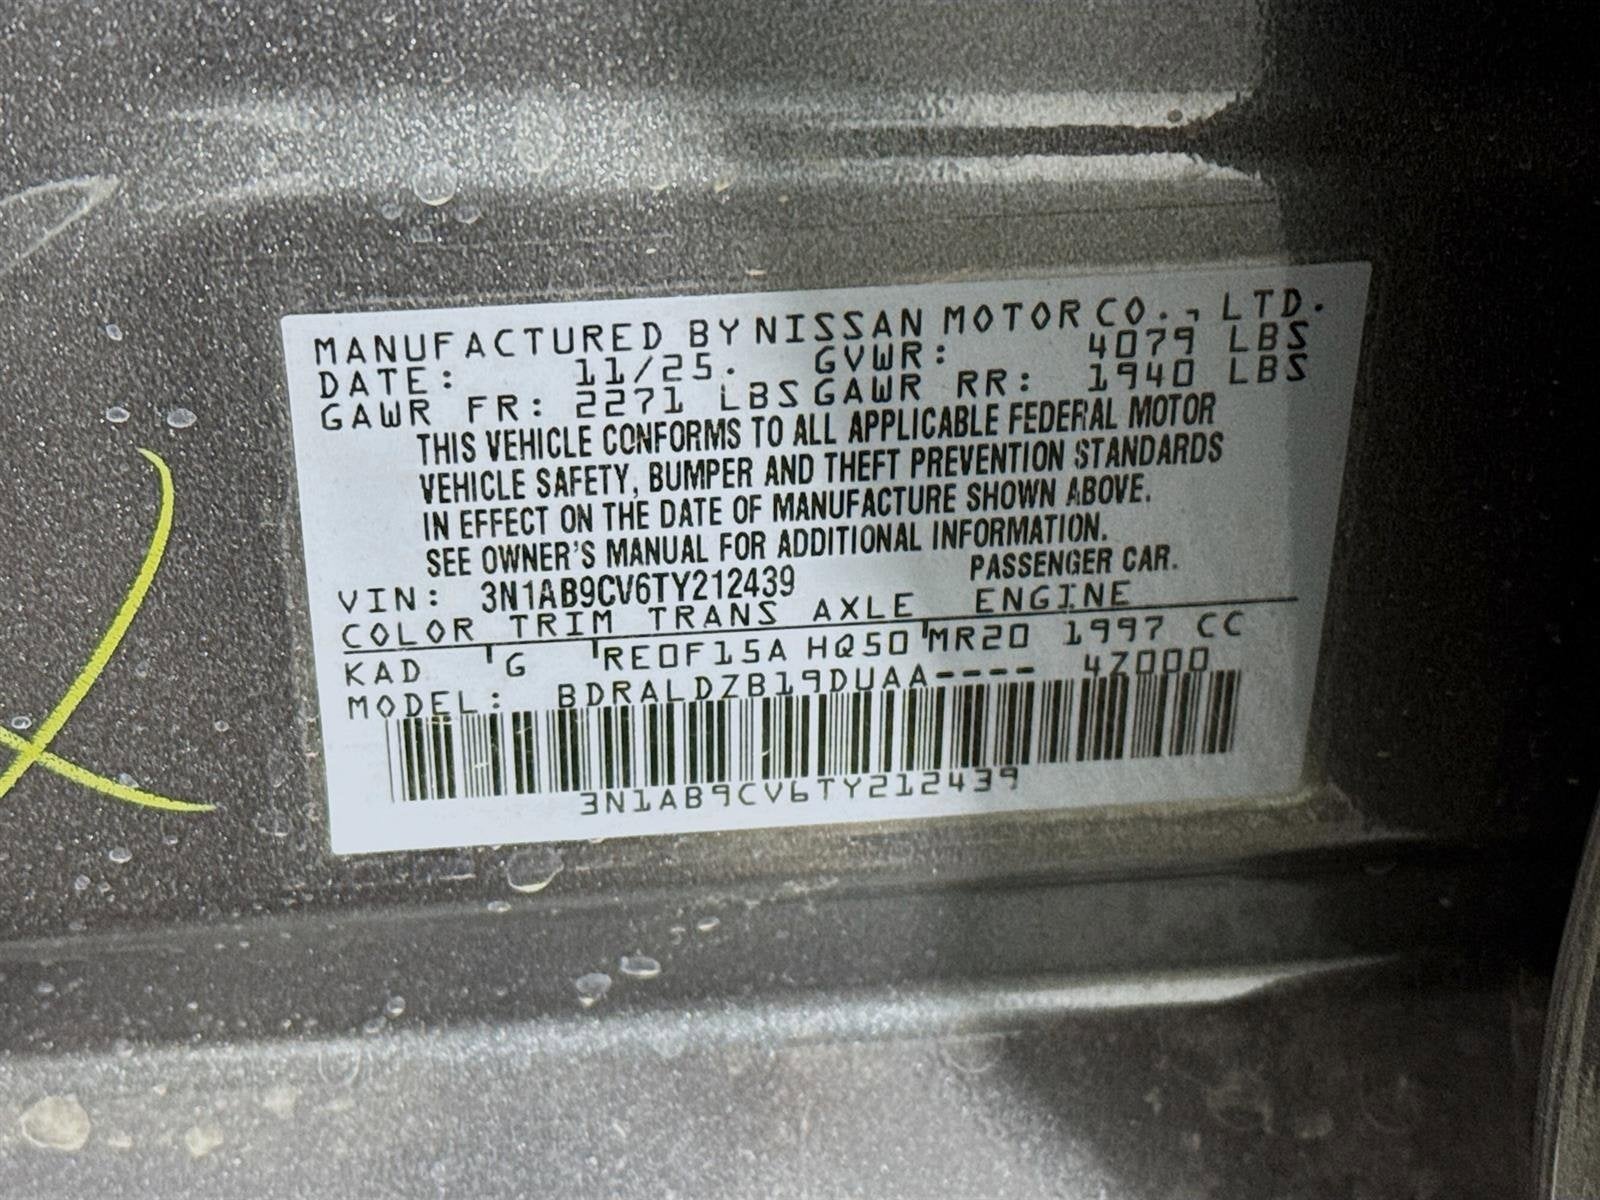 MANUFACTURED BY NISSAN MOTOR CO., LTD.
DATE: 11/25. GVWR: 4079 LBS
GAWR FR: 2271 LBS GAWR RR: 1940 LBS
THIS VEHICLE CONFORMS TO ALL APPLICABLE FEDERAL MOTOR
VEHICLE SAFETY, BUMPER AND THEFT PREVENTION STANDARDS
IN EFFECT ON THE DATE OF MANUFACTURE SHOWN ABOVE.
SEE OWNER'S MANUAL FOR ADDITIONAL INFORMATION.
VIN: 3N1AB9CV6TY212439 PASSENGER CAR.
COLOR TRIM TRANS AXLE ENGINE
KAD G RE0F15A HQ50 MR20 1997 CC
MODEL: BDRALDZB19DUAA---- 4Z000
3N1AB9CV6TY212439